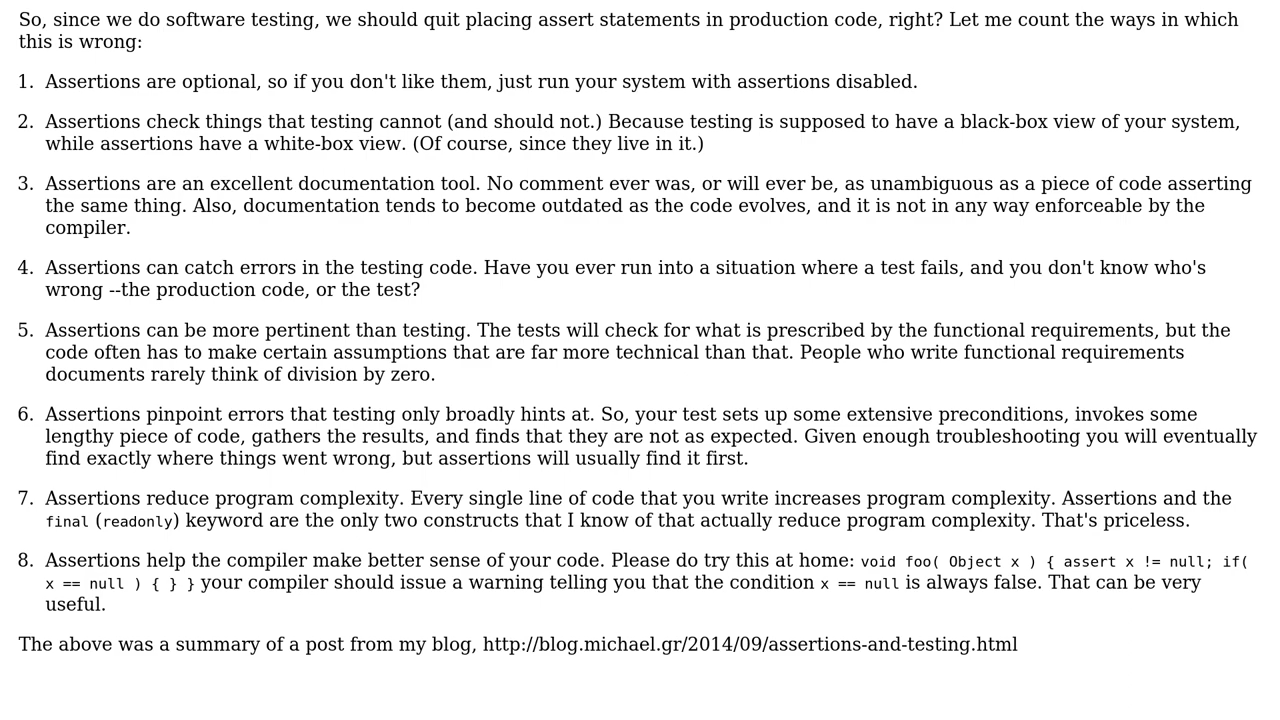 So, since we do software testing, we should quit placing assert statements in production code, right? Let me count the ways in which
this is wrong:
1. Assertions are optional, so if you don't like them, just run your system with assertions disabled.
2. Assertions check things that testing cannot (and should not.) Because testing is supposed to have a black-box view of your system,
while assertions have a white-box view. (Of course, since they live in it.)
3. Assertions are an excellent documentation tool. No comment ever was, or will ever be, as unambiguous as a piece of code asserting
the same thing. Also, documentation tends to become outdated as the code evolves, and it is not in any way enforceable by the
compiler.
4. Assertions can catch errors in the testing code. Have you ever run into a situation where a test fails, and you don't know who's
wrong --the production code, or the test?
5. Assertions can be more pertinent than testing. The tests will check for what is prescribed by the functional requirements, but the
code often has to make certain assumptions that are far more technical than that. People who write functional requirements
documents rarely think of division by zero.
6. Assertions pinpoint errors that testing only broadly hints at. So, your test sets up some extensive preconditions, invokes some
lengthy piece of code, gathers the results, and finds that they are not as expected. Given enough troubleshooting you will eventually
find exactly where things went wrong, but assertions will usually find it first.
7. Assertions reduce program complexity. Every single line of code that you write increases program complexity. Assertions and the
final (readonly) keyword are the only two constructs that I know of that actually reduce program complexity. That's priceless.
8. Assertions help the compiler make better sense of your code. Please do try this at home: void foo( Object x ) { assert x != null; if(
x == null ) { } } your compiler should issue a warning telling you that the condition x == null is always false. That can be very
useful.
The above was a summary of a post from my blog, http://blog.michael.gr/2014/09/assertions-and-testing.html